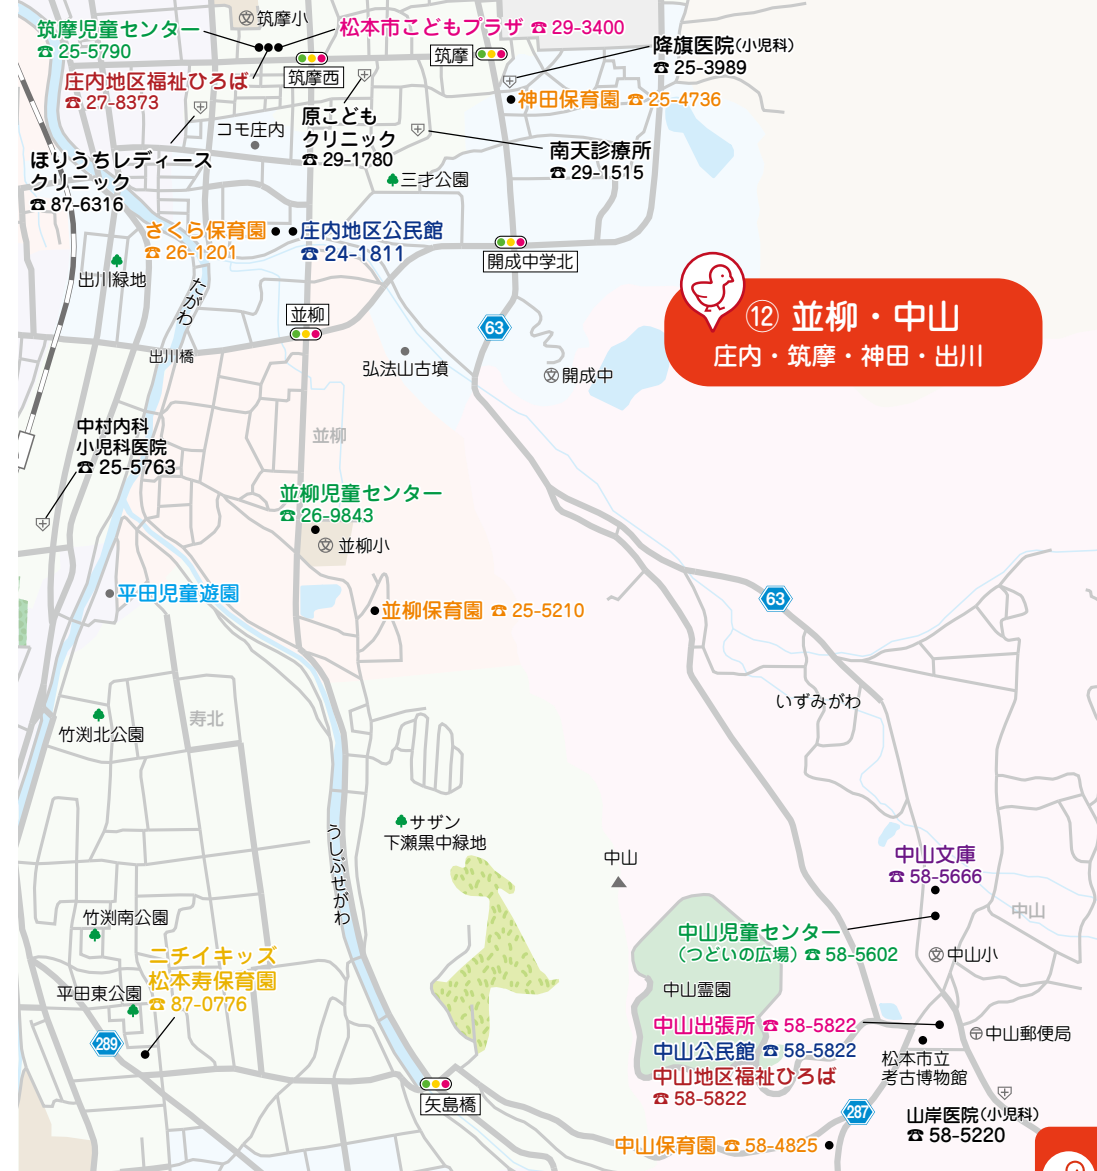 筑摩児童センター
☎ 25-5790
筑摩小
松本市こどもプラザ ☎ 29-3400
庄内地区福祉ひろば
☎ 27-8373
筑摩西
筑摩
降旗医院(小児科)
☎ 25-3989
神田保育園 ☎ 25-4736
コモ庄内
原こども
クリニック
☎ 29-1780
南天診療所
☎ 29-1515
ほりうちレディース
クリニック
☎ 87-6316
三才公園
さくら保育園
☎ 26-1201
庄内地区公民館
☎ 24-1811
開成中学北
出川緑地
たがわ
並柳
63
⑫ 並柳・中山
庄内・筑摩・神田・出川
出川橋
弘法山古墳
開成中
中村内科
小児科医院
☎ 25-5763
並柳
並柳児童センター
☎ 26-9843
並柳小
平田児童遊園
並柳保育園 ☎ 25-5210
63
いずみがわ
寿北
竹渕北公園
サザン
下瀬黒中緑地
うしぶせがわ
中山
中山文庫
☎ 58-5666
中山
竹渕南公園
中山児童センター
(つどいの広場) ☎ 58-5602
中山小
ニチイキッズ
松本寿保育園
☎ 87-0776
平田東公園
中山霊園
中山出張所 ☎ 58-5822
中山公民館 ☎ 58-5822
中山地区福祉ひろば
☎ 58-5822
中山郵便局
松本市立
考古博物館
289
矢島橋
287
山岸医院(小児科)
☎ 58-5220
中山保育園 ☎ 58-4825